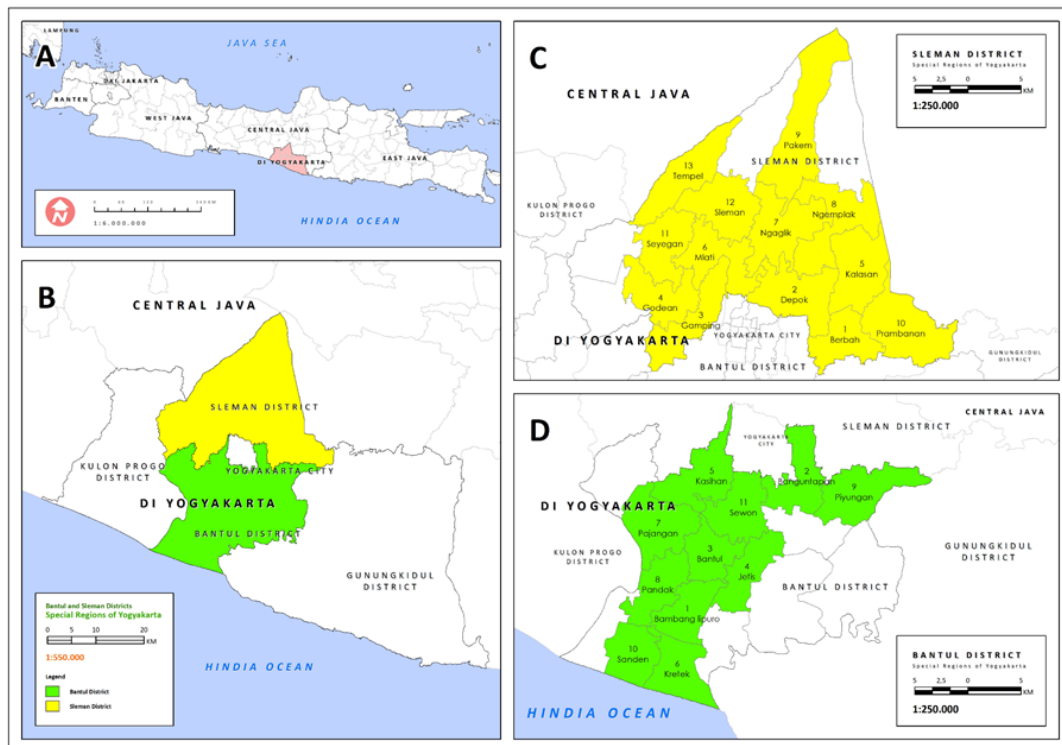 A
LAMPUNG
JAVA SEA
DKI JAKARTA
BANTEN
WEST JAVA
CENTRAL JAVA
DI YOGYAKARTA
EAST JAVA
HINDIA OCEAN
N
1:6.000.000
B
CENTRAL JAVA
SLEMAN DISTRICT
KULON PROGO
DISTRICT
YOGYAKARTA CITY
DI YOGYAKARTA
BANTUL DISTRICT
GUNUNGKIDUL
DISTRICT
HINDIA OCEAN
Bantul and Sleman Districts
Special Regions of Yogyakarta
0 5 10 20
KM
1:550.000
Legend
Bantul District
Sleman District
C
CENTRAL JAVA
SLEMAN DISTRICT
Special Regions of Yogyakarta
5 2,5 0 5
KM
1:250.000
9
Pakem
SLEMAN DISTRICT
13
Tempel
KULON PROGO
DISTRICT
12
Sleman
8
Ngemplak
7
Ngaglik
11
Seyegan
6
Mlati
5
Kalasan
2
Depok
4
Godean
3
Gamping
10
Prambanan
1
Berbah
YOGYAKARTA CITY
DI YOGYAKARTA
BANTUL DISTRICT
GUNUNGKIDUL
DISTRICT
D
CENTRAL JAVA
SLEMAN DISTRICT
YOGYAKARTA
CITY
5
Kasihan
2
Banguntapan
9
Piyungan
DI YOGYAKARTA
11
Sewon
7
Pajangan
KULON PROGO
DISTRICT
3
Bantul
4
Jetis
GUNUNGKIDUL
DISTRICT
8
Pandak
BANTUL DISTRICT
1
Bambang lipuro
10
Sanden
6
Kretek
HINDIA OCEAN
BANTUL DISTRICT
Special Regions of Yogyakarta
5 2,5 0 5
KM
1:250.000